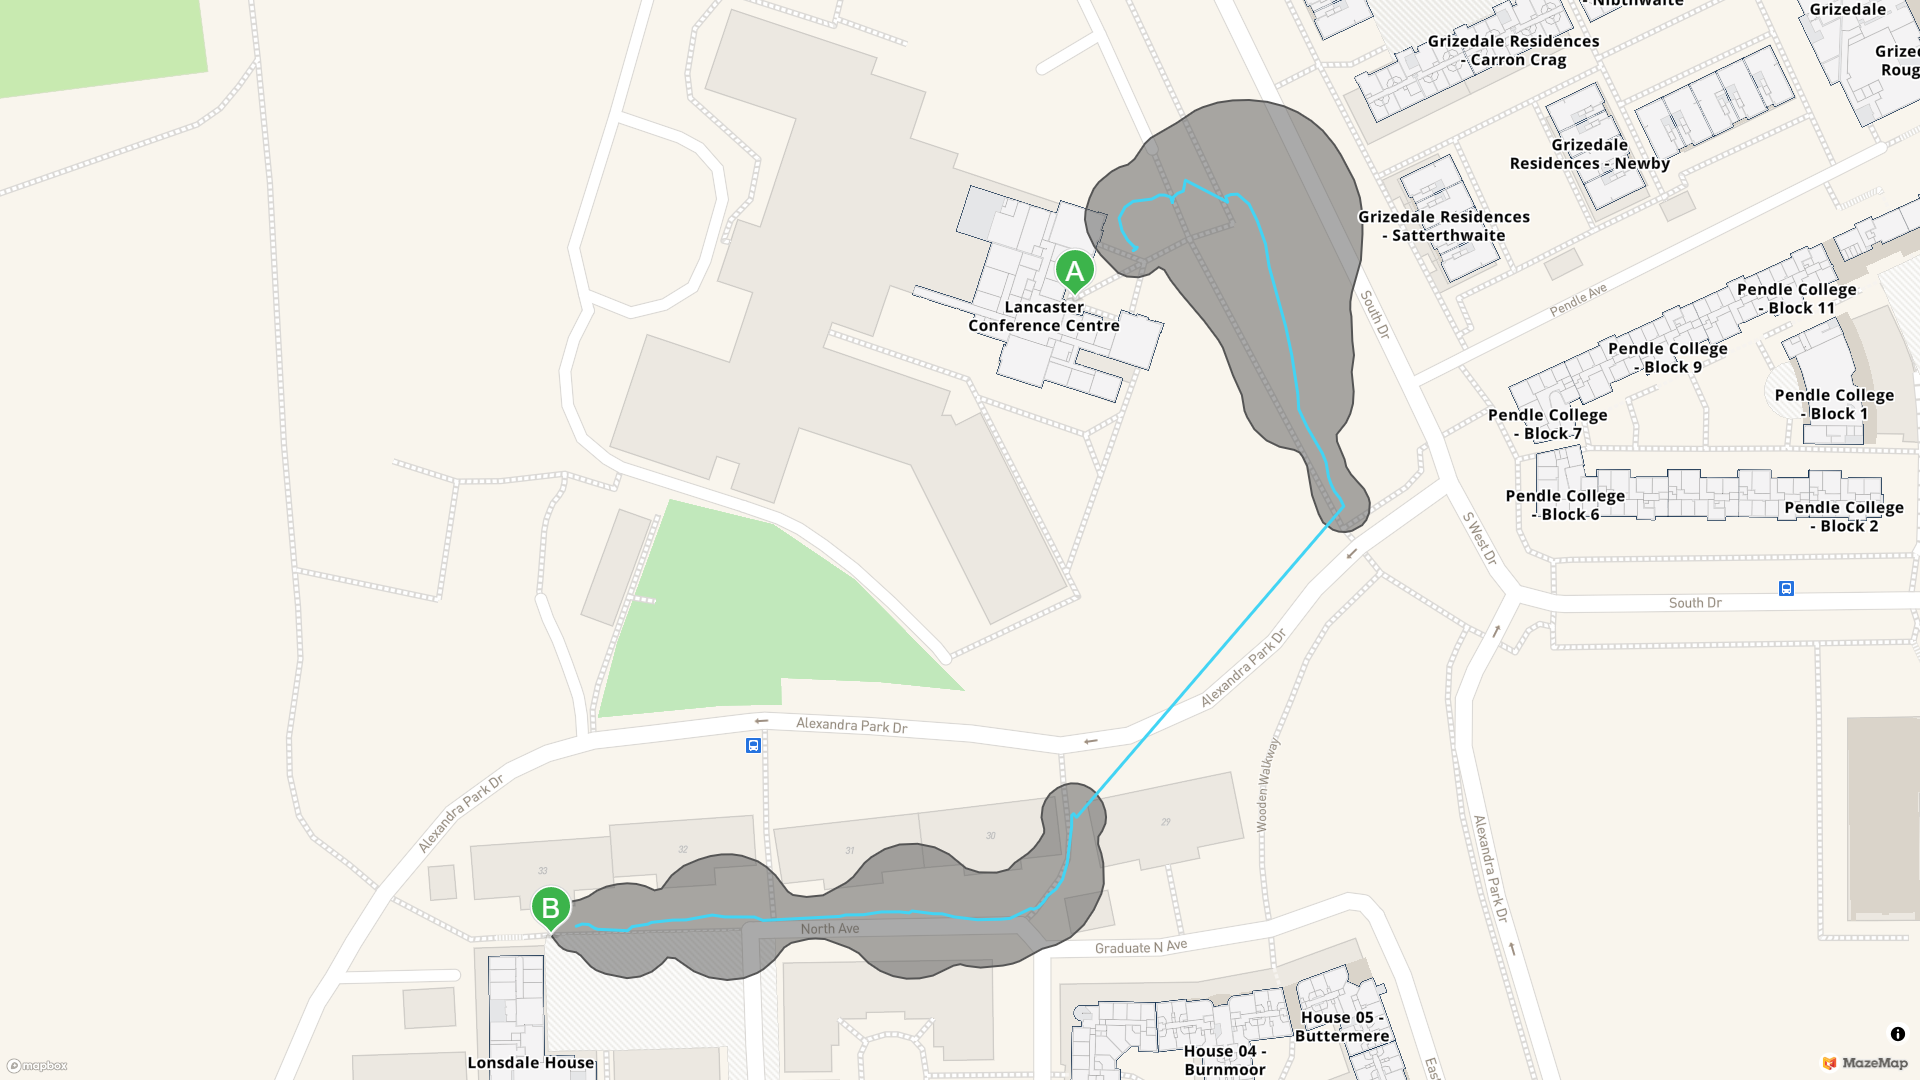 - Nibthwaite
Grizedale
Grizedale Residences
- Carron Crag
Grize
Roug
Grizedale
Residences - Newby
Grizedale Residences
- Satterthwaite
A
Lancaster
Conference Centre
South Dr
Pendle Ave
Pendle College
- Block 11
Pendle College
- Block 9
Pendle College
- Block 1
Pendle College
- Block 7
Pendle College
- Block 6
Pendle College
- Block 2
S West Dr
South Dr
Alexandra Park Dr
Alexandra Park Dr
Alexandra Park Dr
Wooden Walkway
Alexandra Park Dr
29
30
31
32
33
B
North Ave
Graduate N Ave
House 05 -
Buttermere
House 04 -
Burnmoor
East
Lonsdale House
mapbox
i
MazeMap